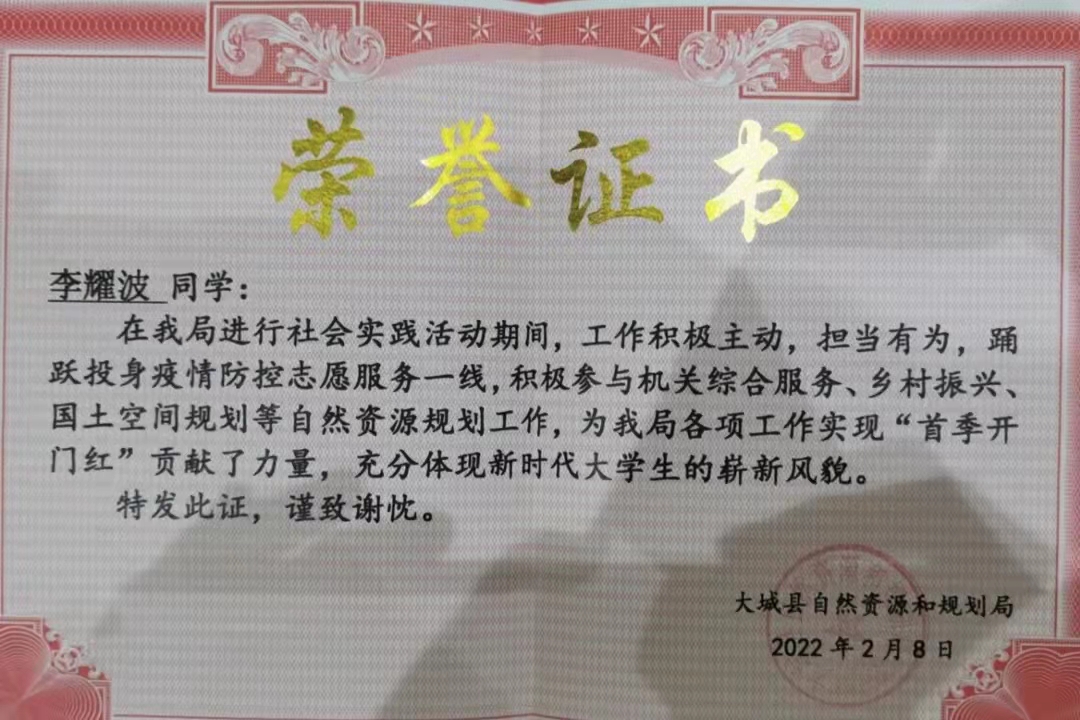 荣誉证书
李耀波 同学：
在我局进行社会实践活动期间，工作积极主动，担当有为，踊
跃投身疫情防控志愿服务一线，积极参与机关综合服务、乡村振兴、
国土空间规划等自然资源规划工作，为我局各项工作实现“首季开
门红”贡献了力量，充分体现新时代大学生的崭新风貌。
特发此证，谨致谢忱。
大城县自然资源和规划局
2022年2月8日